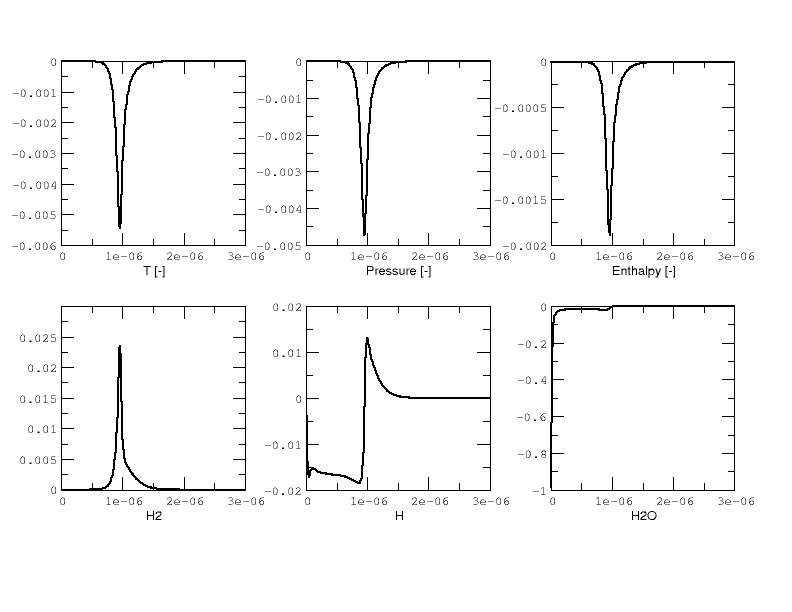 0 0 0
-0.001 -0.001 -0.0005
-0.002 -0.002 -0.001
-0.003 -0.003 -0.0015
-0.004 -0.004 -0.002
-0.005 -0.005
-0.006
0 1e-06 2e-06 3e-06 0 1e-06 2e-06 3e-06 0 1e-06 2e-06 3e-06
T [-] Pressure [-] Enthalpy [-]
0.025 0.02 0
0.02 0.01 -0.2
0.015 0 -0.4
0.01 -0.01 -0.6
0.005 -0.02 -0.8
0 -1
0 1e-06 2e-06 3e-06 0 1e-06 2e-06 3e-06 0 1e-06 2e-06 3e-06
H2 H H2O